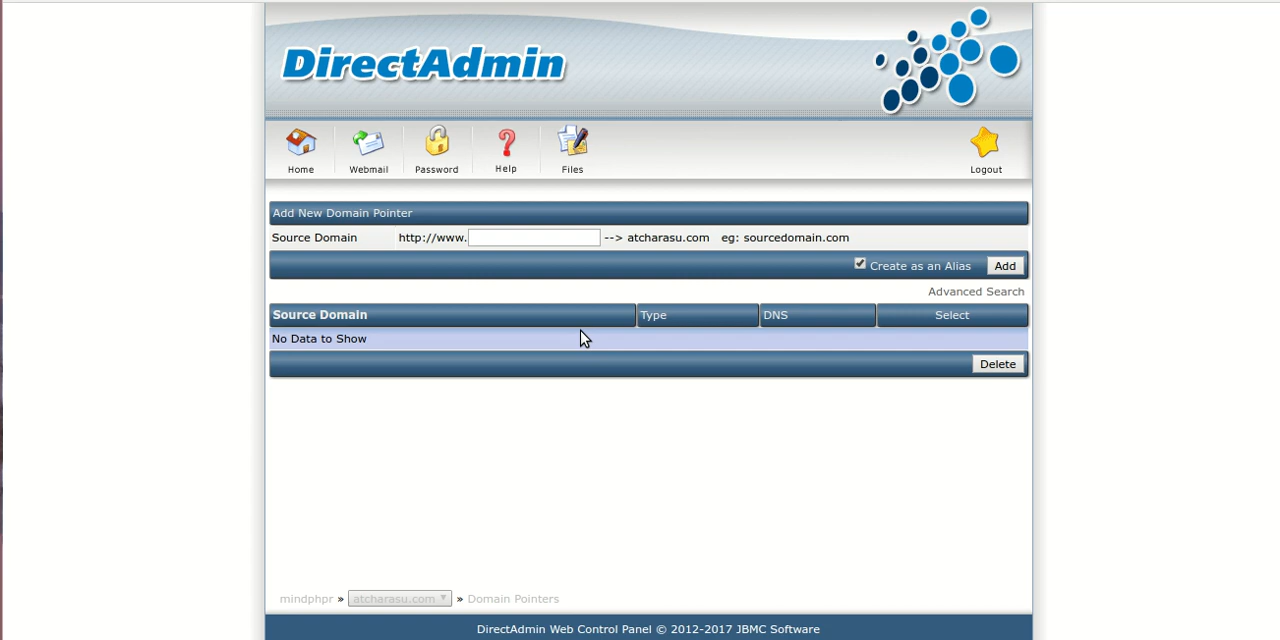 DirectAdmin
Home Webmail Password Help Files Logout
Add New Domain Pointer
Source Domain http://www. --> atcharasu.com eg: sourcedomain.com
Create as an Alias Add
Advanced Search
Source Domain Type DNS Select
No Data to Show
Delete
mindphpr » atcharasu.com » Domain Pointers
DirectAdmin Web Control Panel © 2012-2017 JBMC Software